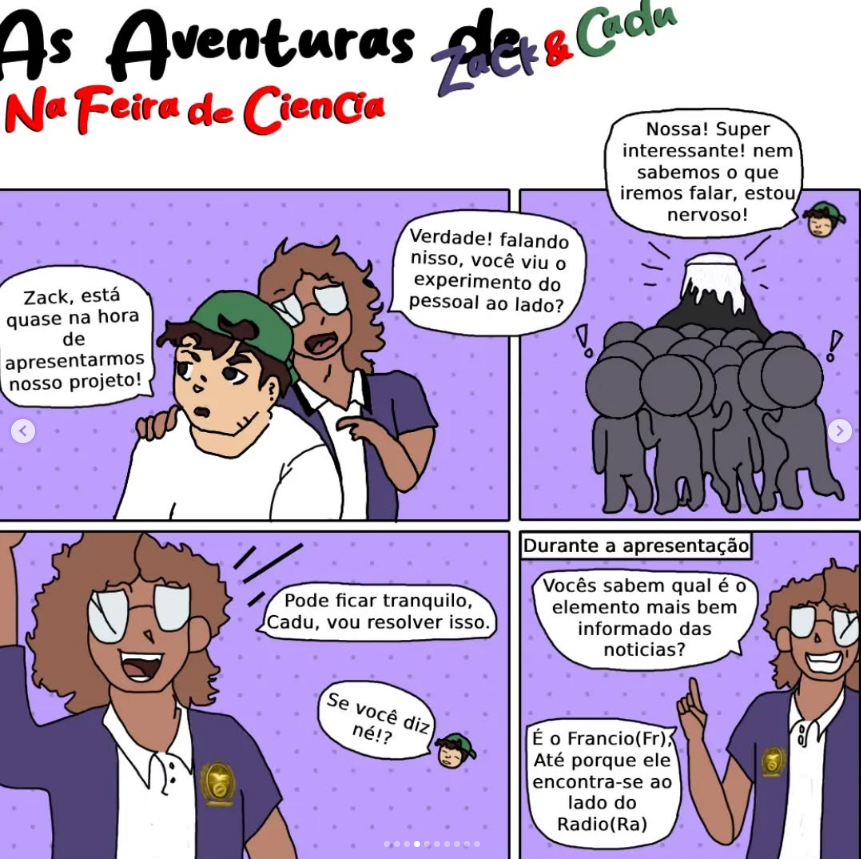 As Aventuras de Zack & Cadu
Na Feira de Ciencia
Zack, está
quase na hora
de
apresentarmos
nosso projeto!
Verdade! falando
nisso, você viu o
experimento do
pessoal ao lado?
Nossa! Super
interessante! nem
sabemos o que
iremos falar, estou
nervoso!
!
!
Pode ficar tranquilo,
Cadu, vou resolver isso.
Se você diz
né!?
Durante a apresentação
Vocês sabem qual é o
elemento mais bem
informado das
noticias?
É o Francio(Fr),
Até porque ele
encontra-se ao
lado do
Radio(Ra)